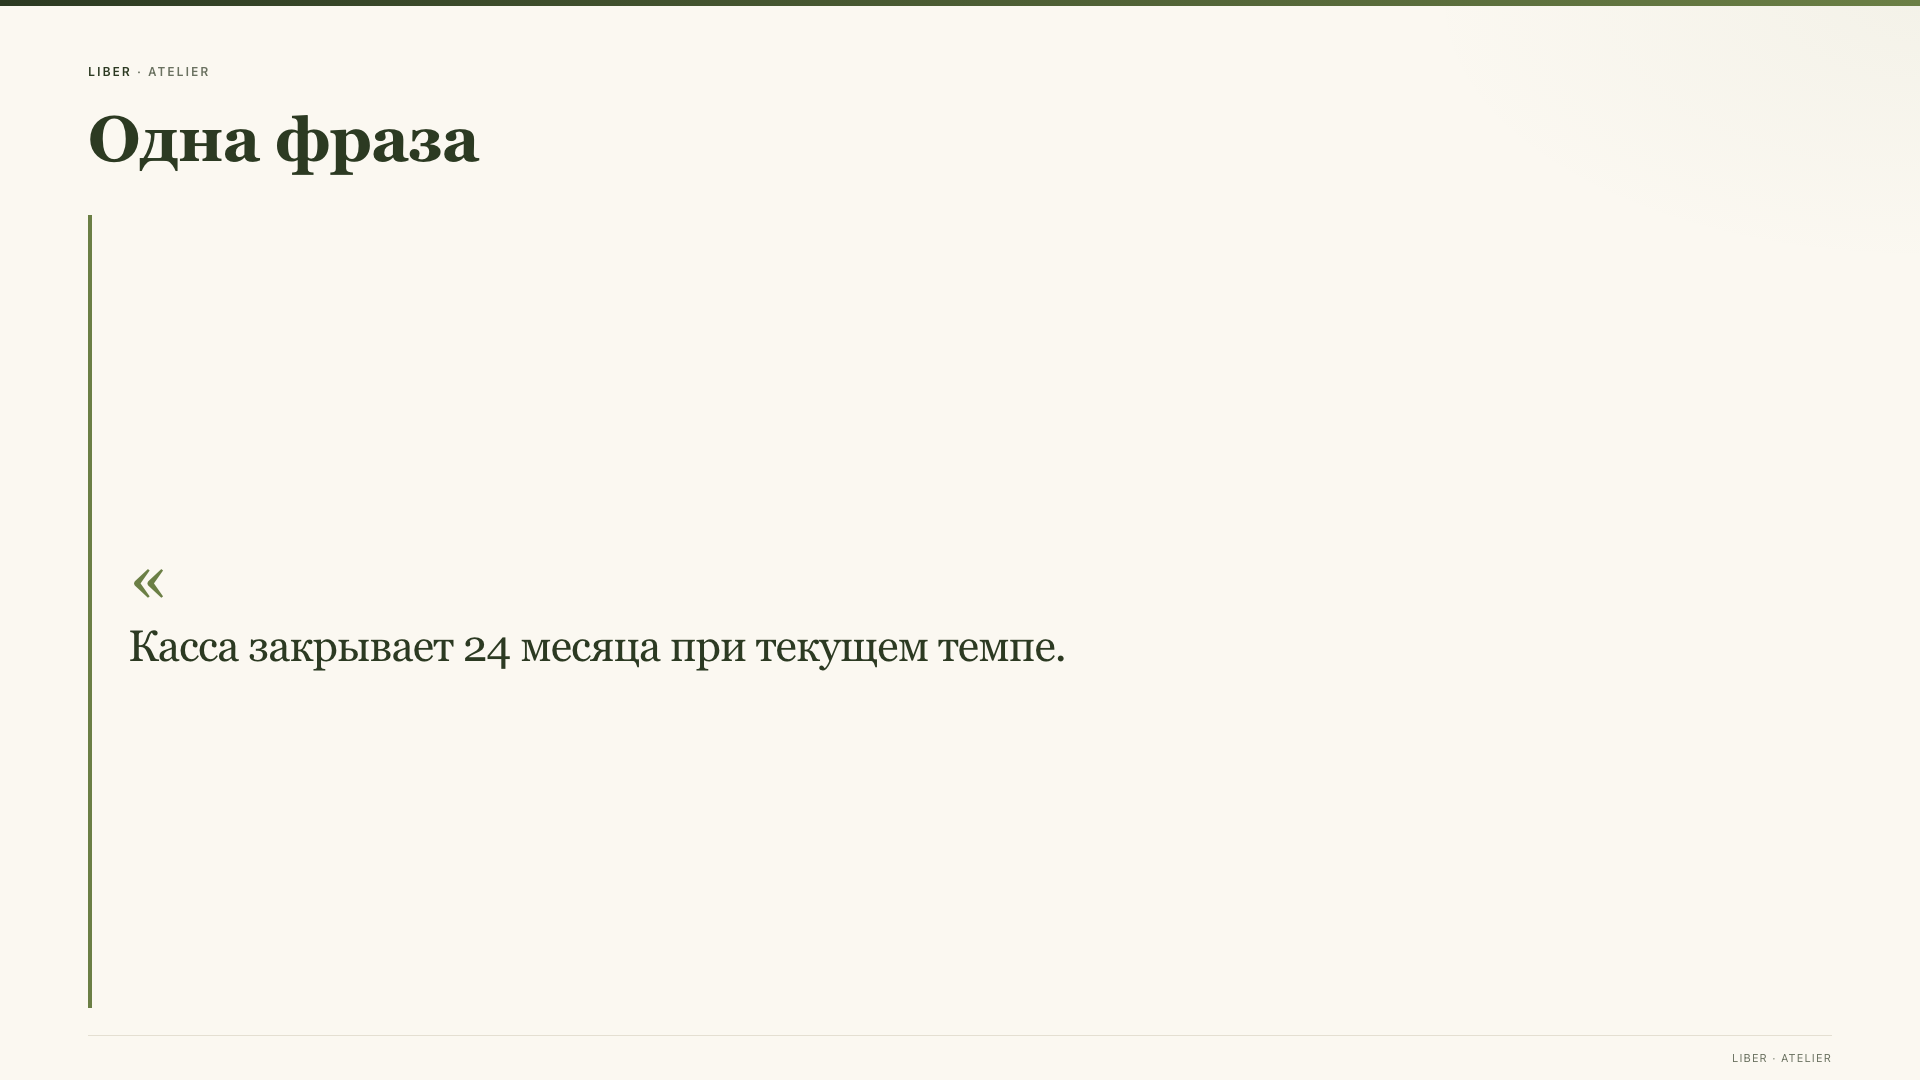 LIBER · ATELIER
Одна фраза
«
Касса закрывает 24 месяца при текущем темпе.
LIBER · ATELIER